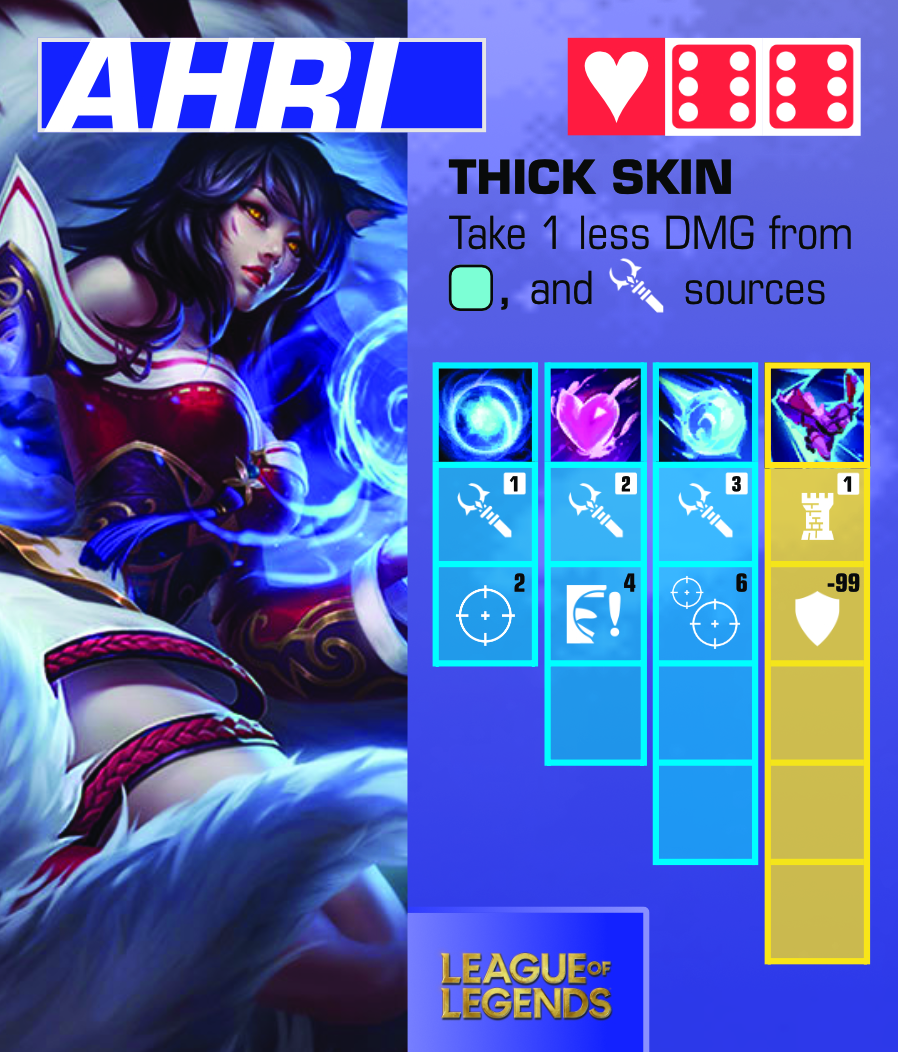 AHRI
THICK SKIN
Take 1 less DMG from
, and sources
1 2 3 1
2 4 ! 6 -99
LEAGUE OF
LEGENDS